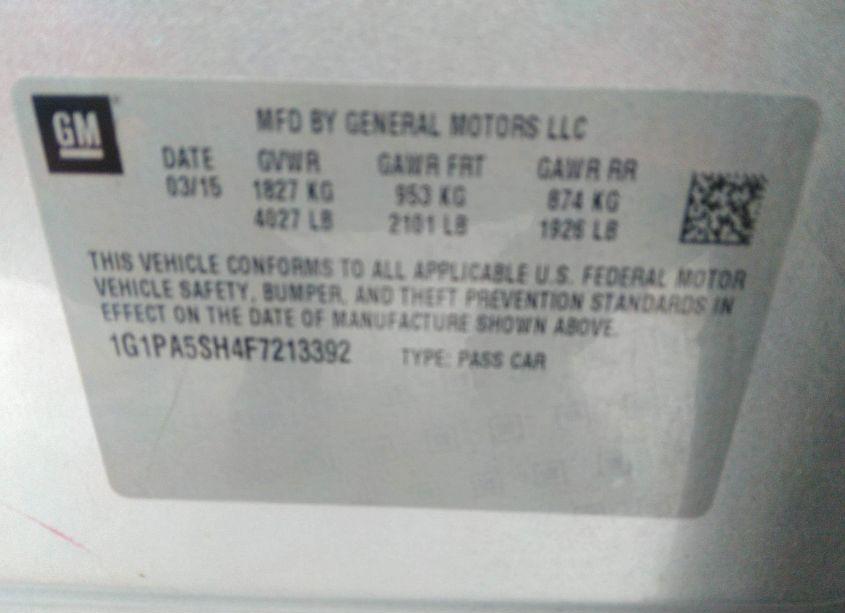 GM
MFD BY GENERAL MOTORS LLC
DATE GVWR GAWR FRT GAWR RR
03/15 1827 KG 953 KG 874 KG
4027 LB 2101 LB 1926 LB
THIS VEHICLE CONFORMS TO ALL APPLICABLE U.S. FEDERAL MOTOR
VEHICLE SAFETY, BUMPER, AND THEFT PREVENTION STANDARDS IN
EFFECT ON THE DATE OF MANUFACTURE SHOWN ABOVE.
1G1PA5SH4F7213392 TYPE: PASS CAR